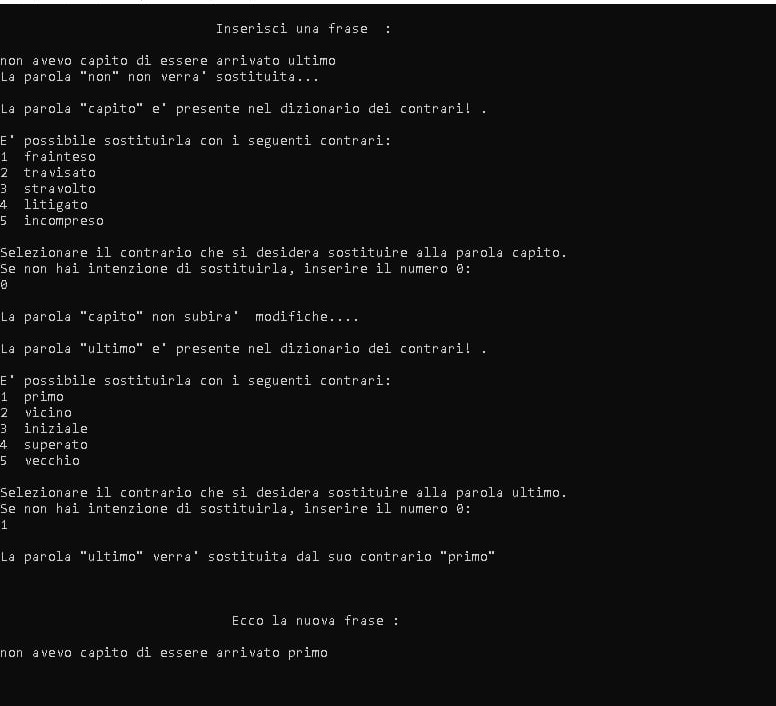 Inserisci una frase :
non avevo capito di essere arrivato ultimo
La parola "non" non verra' sostituita...
La parola "capito" e' presente nel dizionario dei contrari! .
E' possibile sostituirla con i seguenti contrari:
1 frainteso
2 travisato
3 stravolto
4 litigato
5 incompreso
Selezionare il contrario che si desidera sostituire alla parola capito.
Se non hai intenzione di sostituirla, inserire il numero 0:
0
La parola "capito" non subira' modifiche....
La parola "ultimo" e' presente nel dizionario dei contrari! .
E' possibile sostituirla con i seguenti contrari:
1 primo
2 vicino
3 iniziale
4 superato
5 vecchio
Selezionare il contrario che si desidera sostituire alla parola ultimo.
Se non hai intenzione di sostituirla, inserire il numero 0:
1
La parola "ultimo" verra' sostituita dal suo contrario "primo"
Ecco la nuova frase :
non avevo capito di essere arrivato primo